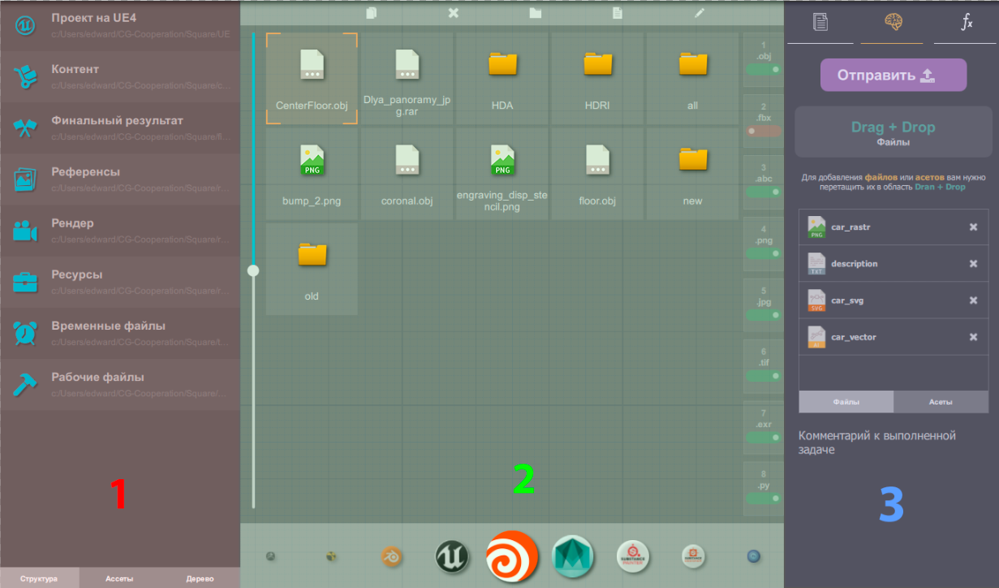 Проект на UE4
c:/Users/edward/CG-Cooperation/Square/UE
Контент
c:/Users/edward/CG-Cooperation/Square/c...
Финальный результат
c:/Users/edward/CG-Cooperation/Square/fi...
Референсы
c:/Users/edward/CG-Cooperation/Square/r...
Рендер
c:/Users/edward/CG-Cooperation/Square/r...
Ресурсы
c:/Users/edward/CG-Cooperation/Square/r...
Временные файлы
c:/Users/edward/CG-Cooperation/Square/t...
Рабочие файлы
c:/Users/edward/CG-Cooperation/Square/...
1
Структура
Ассеты
Дерево
CenterFloor.obj
Dlya_panoramy_jp
g.rar
HDA
HDRI
all
PNG
bump_2.png
coronal.obj
PNG
engraving_disp_ste
ncil.png
floor.obj
new
old
1
.obj
2
.fbx
3
.abc
4
.png
5
.jpg
6
.tif
7
.exr
8
.py
2
SUBSTANCE
PAINTER
SUBSTANCE
fx
Отправить
Drag + Drop
Файлы
Для добавления файлов или асетов вам нужно
перетащить их в область Dran + Drop
PNG
car_rastr
TXT
description
SVG
car_svg
AI
car_vector
Файлы
Асеты
Комментарий к выполненной
задаче
3